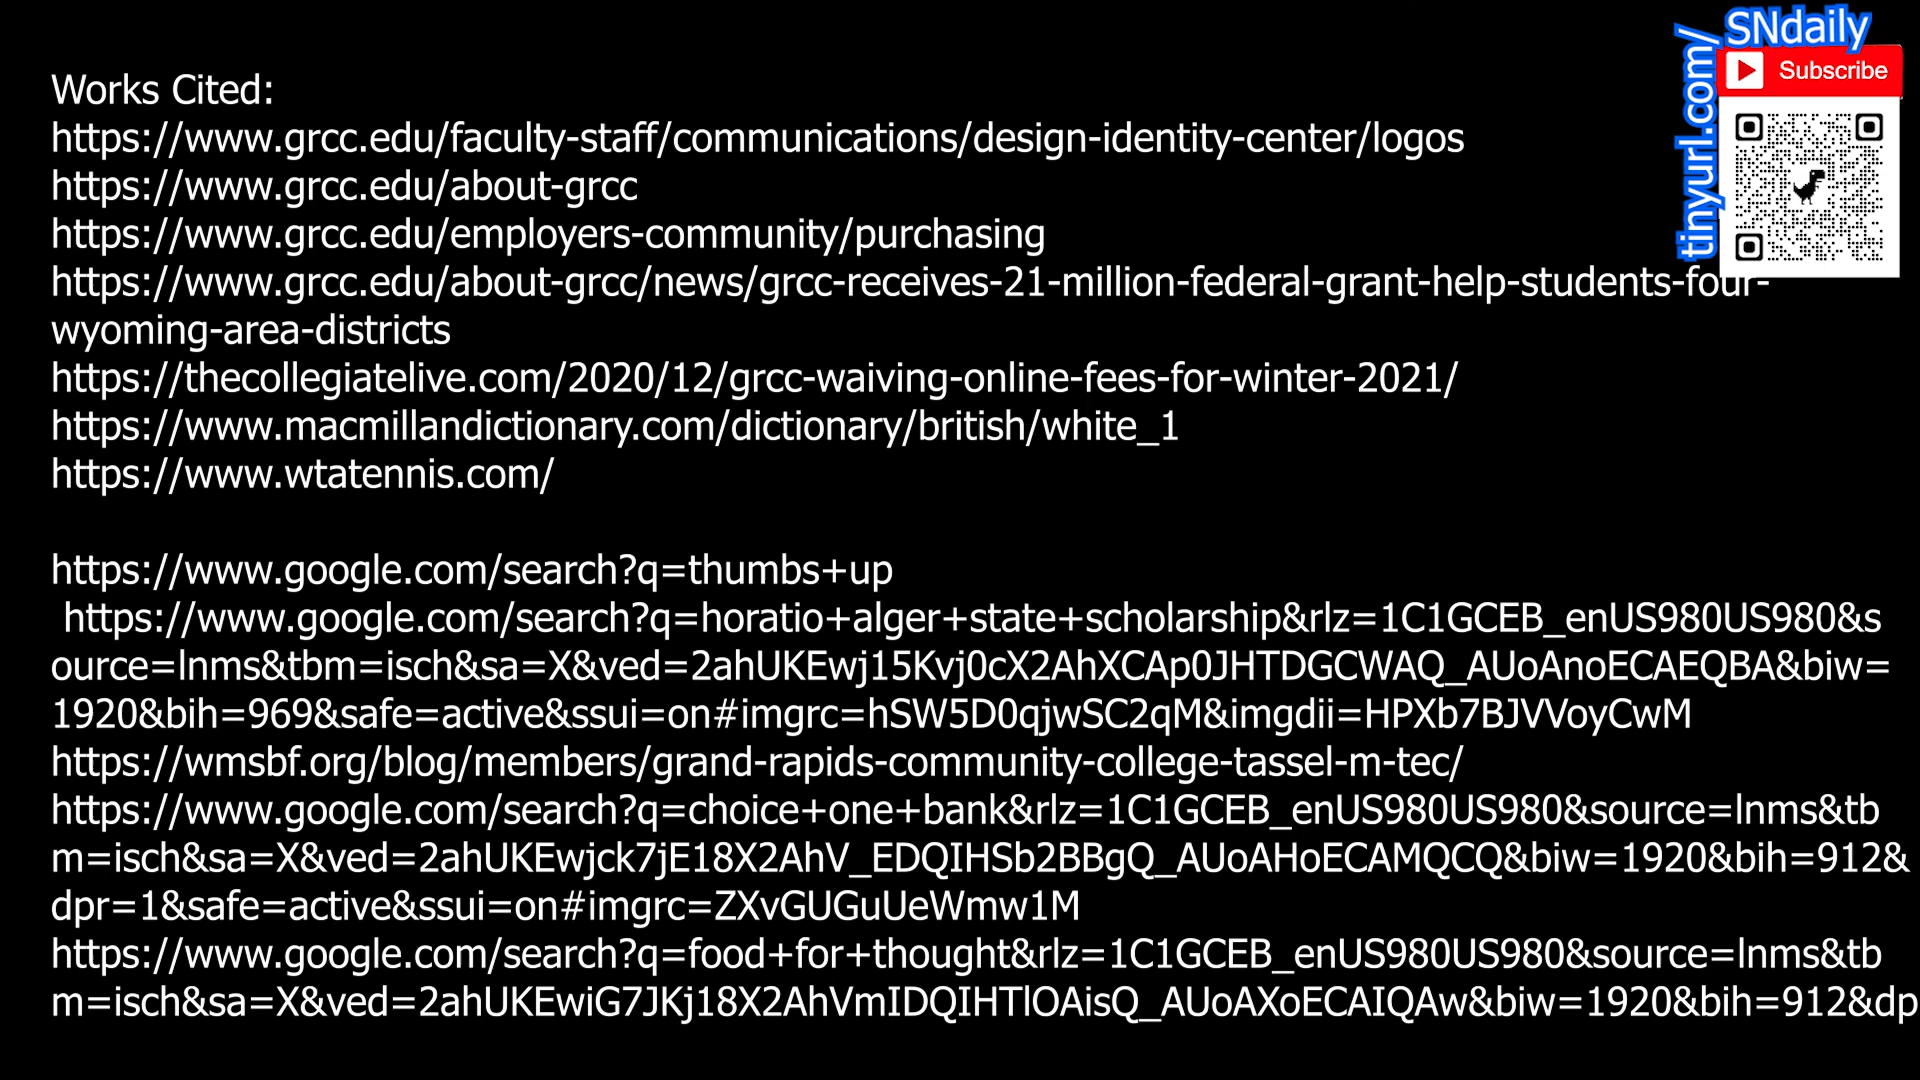 SNdaily
Subscribe
tinyurl.com/
Works Cited:
https://www.grcc.edu/faculty-staff/communications/design-identity-center/logos
https://www.grcc.edu/about-grcc
https://www.grcc.edu/employers-community/purchasing
https://www.grcc.edu/about-grcc/news/grcc-receives-21-million-federal-grant-help-students-four-
wyoming-area-districts
https://thecollegiatelive.com/2020/12/grcc-waiving-online-fees-for-winter-2021/
https://www.macmillandictionary.com/dictionary/british/white_1
https://www.wtatennis.com/
https://www.google.com/search?q=thumbs+up
https://www.google.com/search?q=horatio+alger+state+scholarship&rlz=1C1GCEB_enUS980US980&s
ource=lnms&tbm=isch&sa=X&ved=2ahUKEwj15Kvj0cX2AhXCAp0JHTDGCWAQ_AUoAnoECAEQBA&biw=
1920&bih=969&safe=active&ssui=on#imgrc=hSW5D0qjwSC2qM&imgdii=HPXb7BJVVoyCwM
https://wmsbf.org/blog/members/grand-rapids-community-college-tassel-m-tec/
https://www.google.com/search?q=choice+one+bank&rlz=1C1GCEB_enUS980US980&source=lnms&tb
m=isch&sa=X&ved=2ahUKEwjck7jE18X2AhV_EDQIHSb2BBgQ_AUoAHoECAMQCQ&biw=1920&bih=912&
dpr=1&safe=active&ssui=on#imgrc=ZXvGUGuUeWmw1M
https://www.google.com/search?q=food+for+thought&rlz=1C1GCEB_enUS980US980&source=lnms&tb
m=isch&sa=X&ved=2ahUKEwiG7JKj18X2AhVmIDQIHTlOAisQ_AUoAXoECAIQAw&biw=1920&bih=912&dp